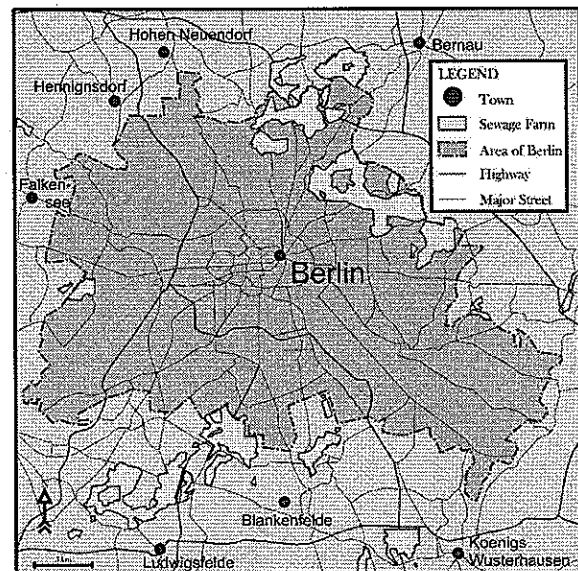 Hohen Neuendorf
Bernau
Hennignsdorf
LEGEND
Town
Sewage Farm
Area of Berlin
Highway
Major Street
Falken-
see
Berlin
Blankenfelde
Ludwigsfelde
Koenigs
Wusterhausen